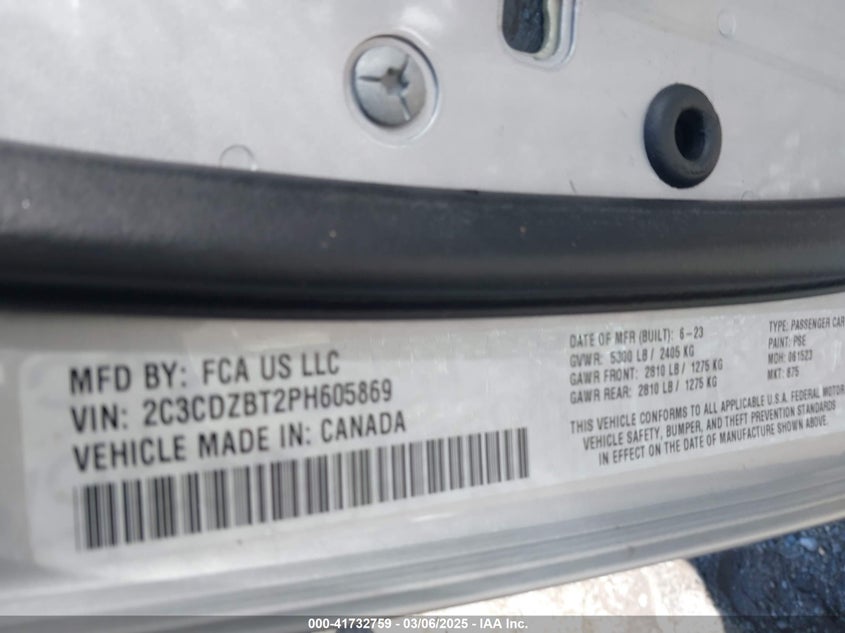 MFD BY: FCA US LLC
VIN: 2C3CDZBT2PH605869
VEHICLE MADE IN: CANADA
DATE OF MFR (BUILT): 6-23
GVWR: 5300 LB / 2405 KG
GAWR FRONT: 2810 LB / 1275 KG
GAWR REAR: 2810 LB / 1275 KG
TYPE: PASSENGER CAR
PAINT: PSE
MDH: 061523
MKT: 875
THIS VEHICLE CONFORMS TO ALL APPLICABLE U.S.A. FEDERAL MOTOR
VEHICLE SAFETY, BUMPER, AND THEFT PREVENTION STANDARDS
IN EFFECT ON THE DATE OF MANUFACTURE SHOWN ABOVE.
000-41732759 — 03/06/2025 — IAA Inc.